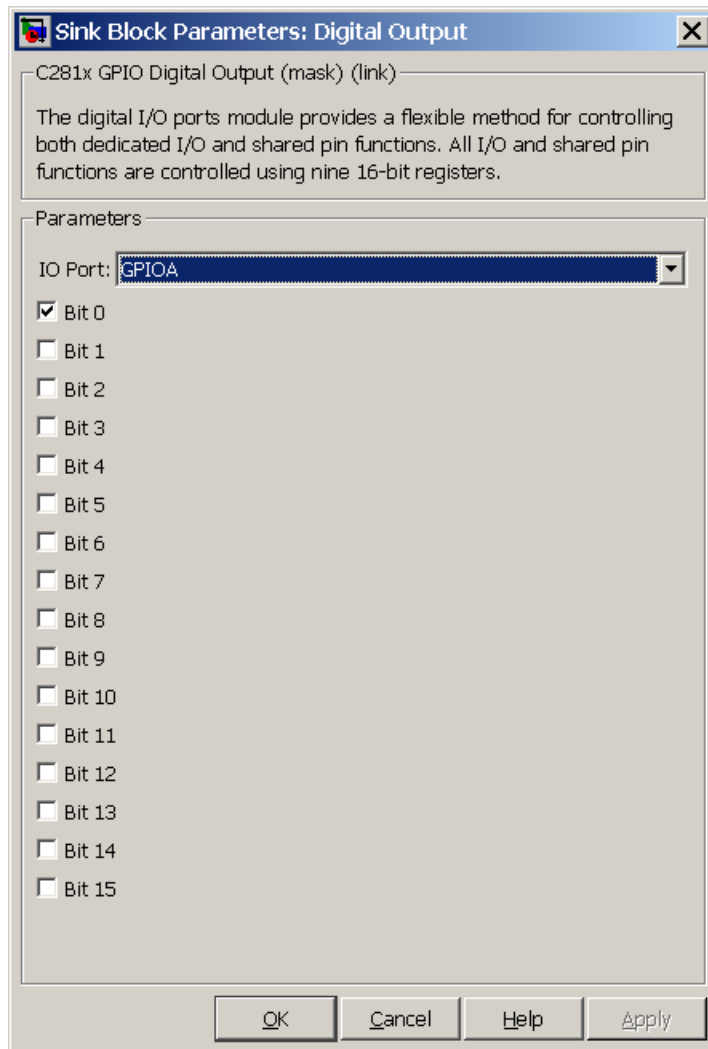 Sink Block Parameters: Digital Output
C281x GPIO Digital Output (mask) (link)
The digital I/O ports module provides a flexible method for controlling
both dedicated I/O and shared pin functions. All I/O and shared pin
functions are controlled using nine 16-bit registers.
Parameters
IO Port: GPIOA
Bit 0
Bit 1
Bit 2
Bit 3
Bit 4
Bit 5
Bit 6
Bit 7
Bit 8
Bit 9
Bit 10
Bit 11
Bit 12
Bit 13
Bit 14
Bit 15
OK Cancel Help Apply